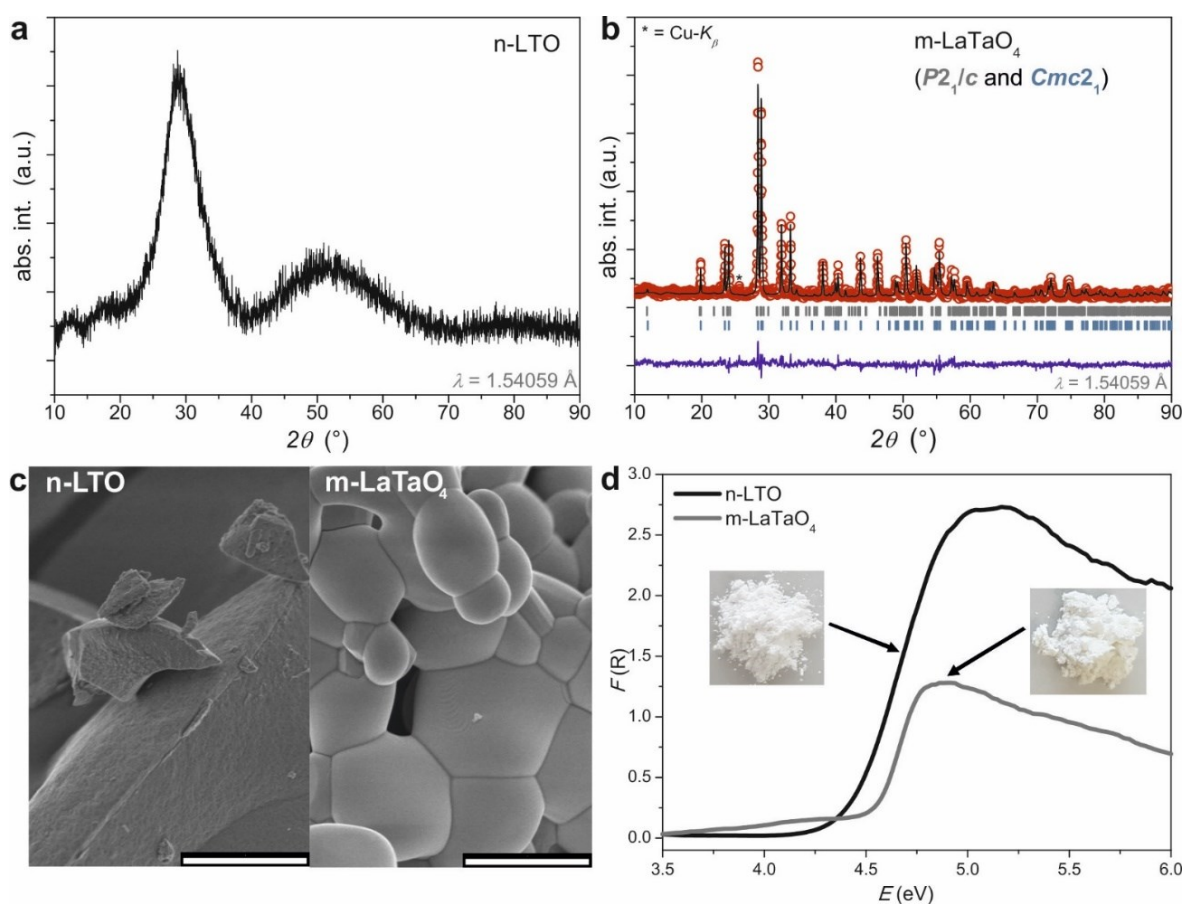 a
n-LTO
abs. int. (a.u.)
λ = 1.54059 Å
10 20 30 40 50 60 70 80 90
2θ (°)
b
* = Cu-Kβ
m-LaTaO4
(P21/c and Cmc21)
*
abs. int. (a.u.)
λ = 1.54059 Å
10 20 30 40 50 60 70 80 90
2θ (°)
c
n-LTO
m-LaTaO4
d
n-LTO
m-LaTaO4
3.0
2.5
2.0
1.5
1.0
0.5
0.0
F(R)
3.5 4.0 4.5 5.0 5.5 6.0
E (eV)